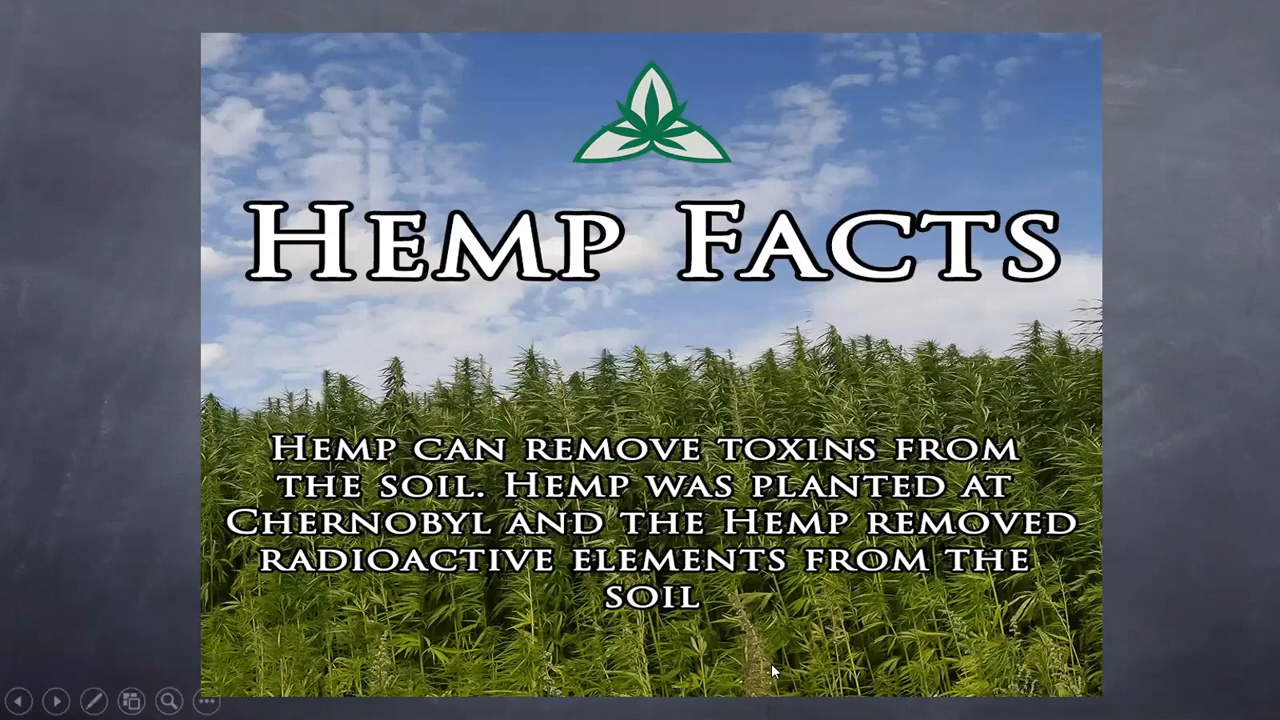 Hemp Facts
Hemp can remove toxins from
the soil. Hemp was planted at
Chernobyl and the Hemp removed
radioactive elements from the
soil